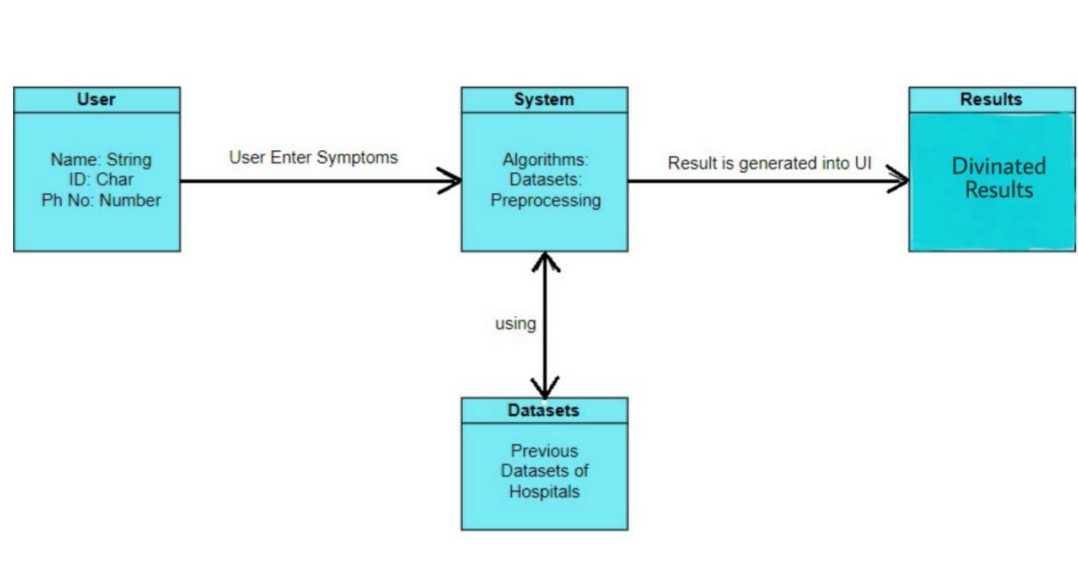 User
Name: String
ID: Char
Ph No: Number
User Enter Symptoms
System
Algorithms:
Datasets:
Preprocessing
Result is generated into UI
Results
Divinated
Results
using
Datasets
Previous
Datasets of
Hospitals